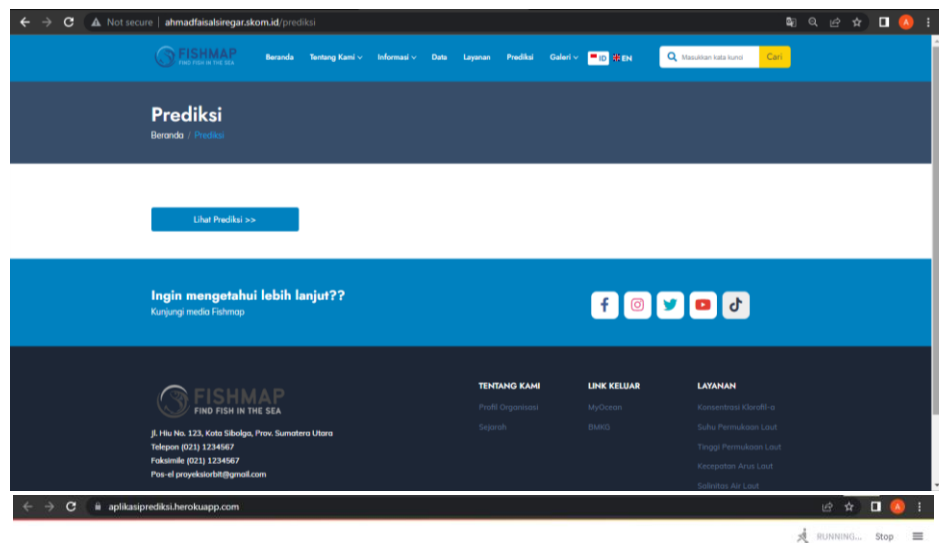 Not secure | ahmadfaisalsiregar.skom.id/prediksi
FISHMAP
FIND FISH IN THE SEA
Beranda Tentang Kami Informasi Data Layanan Prediksi Galeri ID EN Masukkan kata kunci Cari
Prediksi
Beranda / Prediksi
Lihat Prediksi >>
Ingin mengetahui lebih lanjut??
Kunjungi media Fishmap
FISHMAP
FIND FISH IN THE SEA
Jl. Hiu No. 123, Kota Sibolga, Prov. Sumatera Utara
Telepon (021) 1234567
Faksimile (021) 1234567
Pos-el proyeksiorbit@gmail.com
TENTANG KAMI
Profil Organisasi
Sejarah
LINK KELUAR
MyOcean
BMKG
LAYANAN
Konsentrasi Klorofil-a
Suhu Permukaan Laut
Tinggi Permukaan Laut
Kecepatan Arus Laut
Salinitas Air Laut
aplikasiprediksi.herokuapp.com
RUNNING... Stop